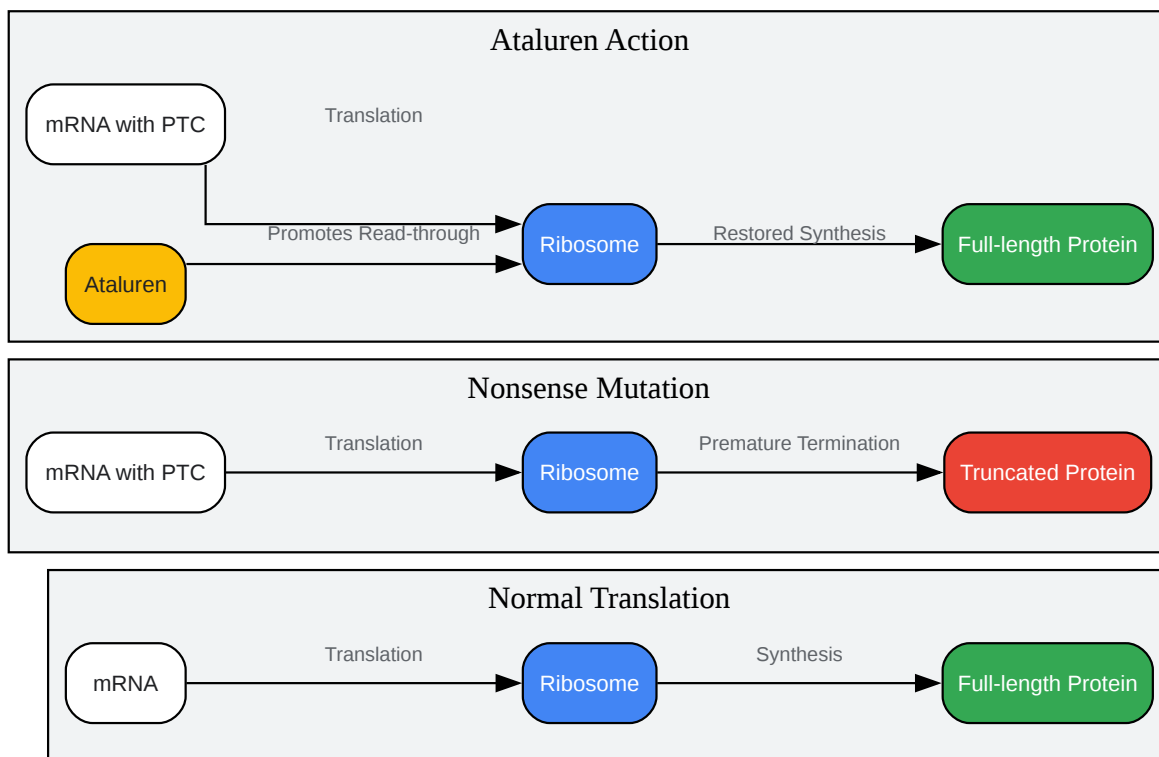 Ataluren Action
mRNA with PTC
Translation
Promotes Read-through
Ribosome
Restored Synthesis
Full-length Protein
Ataluren
Nonsense Mutation
mRNA with PTC
Translation
Ribosome
Premature Termination
Truncated Protein
Normal Translation
mRNA
Translation
Ribosome
Synthesis
Full-length Protein